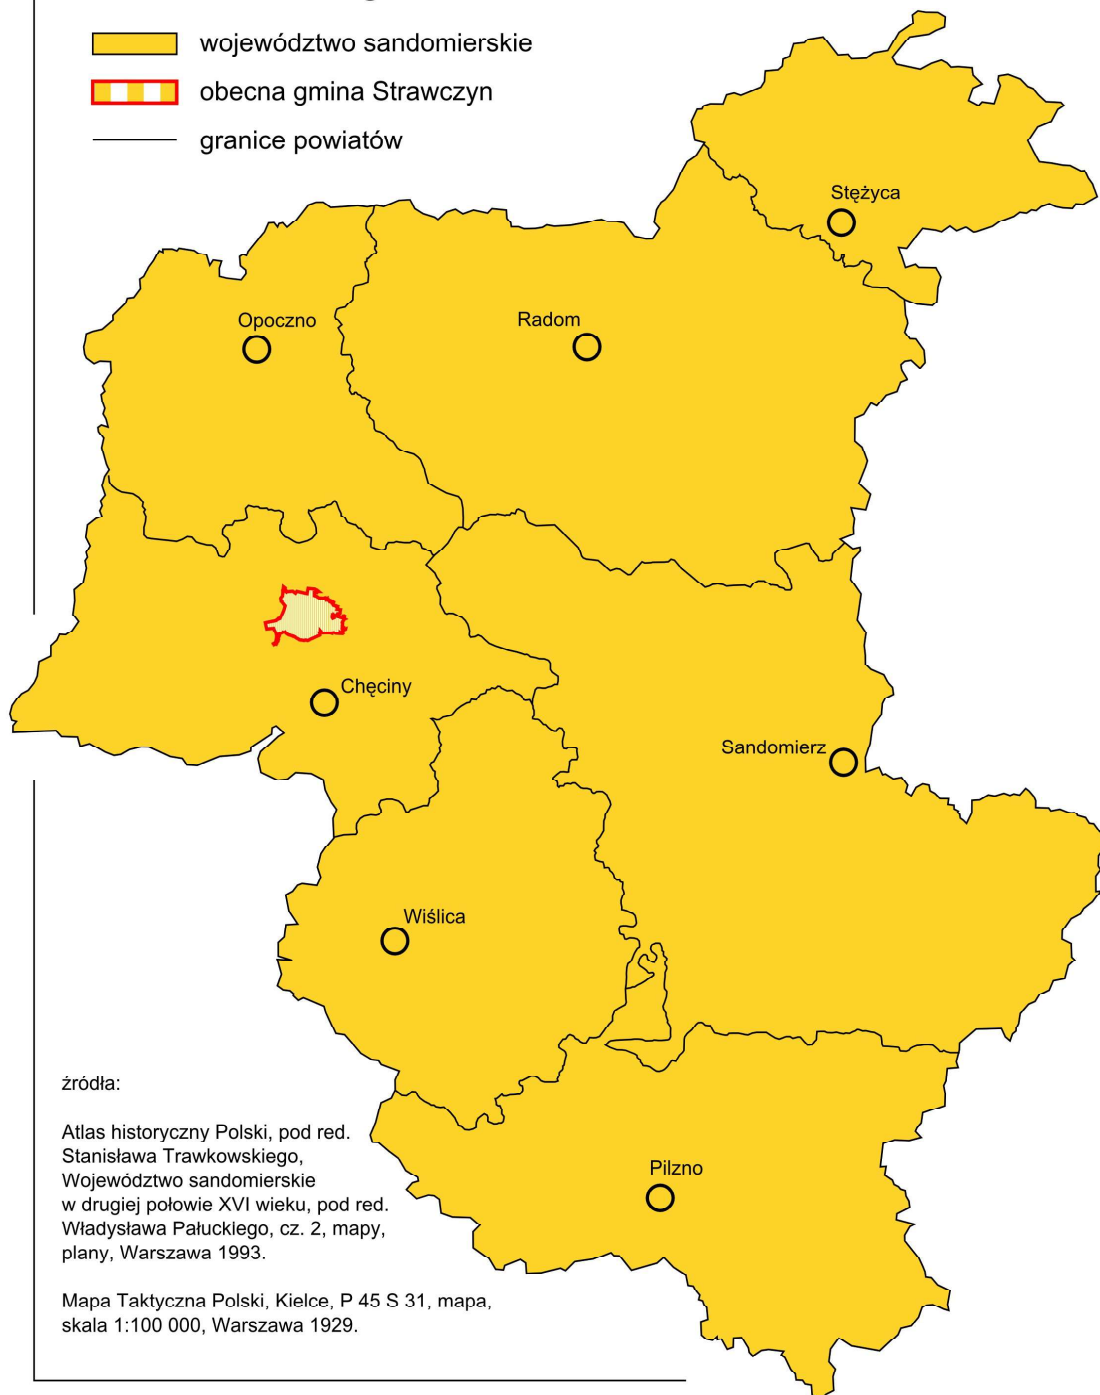 województwo sandomierskie
obecna gmina Strawczyn
granice powiatów
Stężyca
Opoczno
Radom
Chęciny
Sandomierz
Wiślica
Pilzno
źródła:
Atlas historyczny Polski, pod red.
Stanisława Trawkowskiego,
Województwo sandomierskie
w drugiej połowie XVI wieku, pod red.
Władysława Pałuckiego, cz. 2, mapy,
plany, Warszawa 1993.
Mapa Taktyczna Polski, Kielce, P 45 S 31, mapa,
skala 1:100 000, Warszawa 1929.